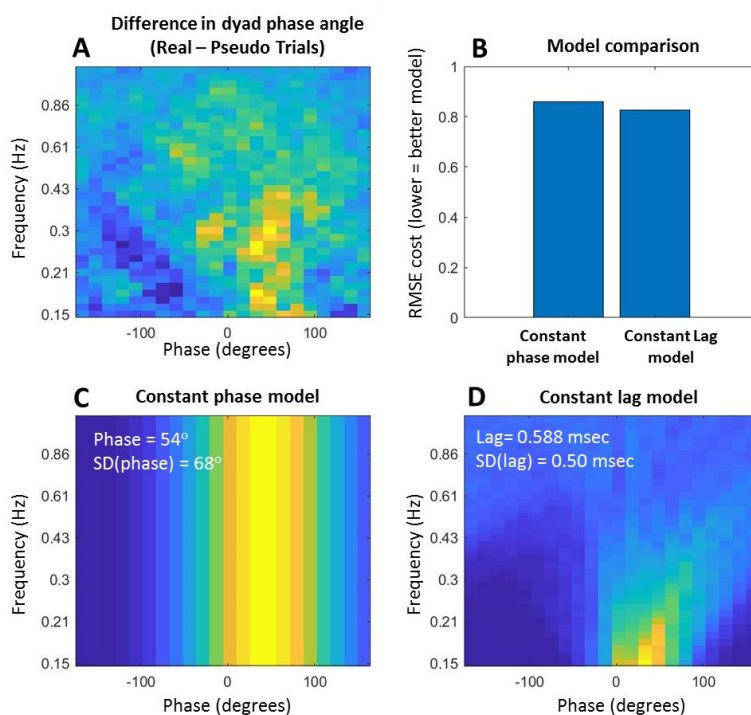 A
Difference in dyad phase angle
(Real – Pseudo Trials)
Frequency (Hz)
0.86
0.61
0.43
0.3
0.21
0.15
-100
0
100
Phase (degrees)
B
Model comparison
RMSE cost (lower = better model)
1
0.8
0.6
0.4
0.2
0
Constant
phase model
Constant Lag
model
C
Constant phase model
Phase = 54º
SD(phase) = 68º
Frequency (Hz)
0.86
0.61
0.43
0.3
0.21
0.15
-100
0
100
Phase (degrees)
D
Constant lag model
Lag= 0.588 msec
SD(lag) = 0.50 msec
Frequency (Hz)
0.86
0.61
0.43
0.3
0.21
0.15
-100
0
100
Phase (degrees)